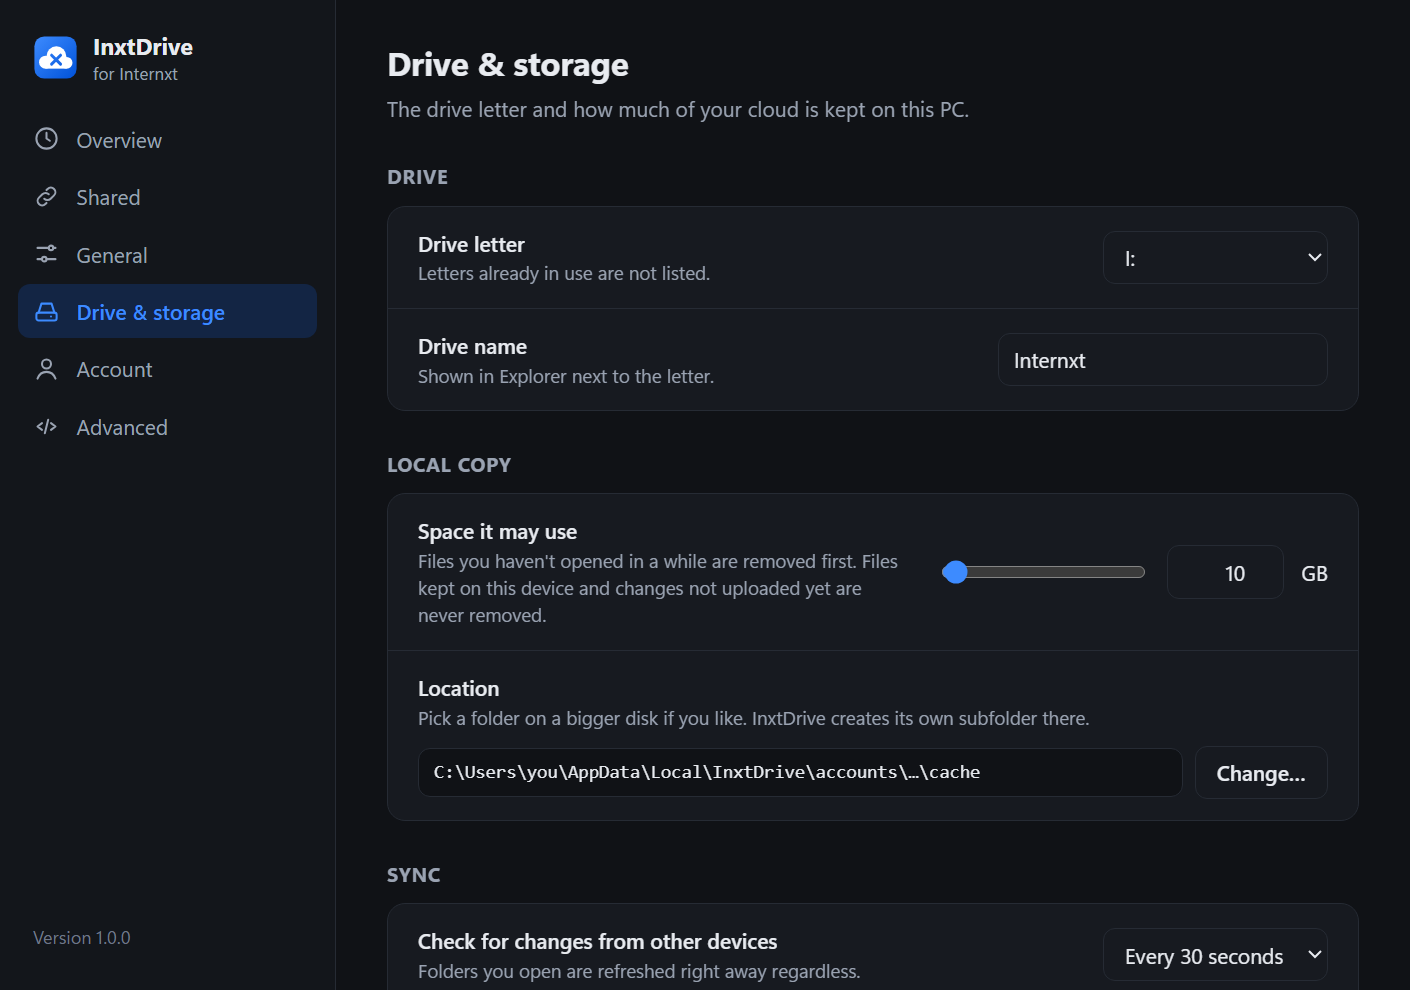 InxtDrive
for Internxt
Overview
Shared
General
Drive & storage
Account
Advanced
Version 1.0.0
Drive & storage
The drive letter and how much of your cloud is kept on this PC.
DRIVE
Drive letter
Letters already in use are not listed.
I:
Drive name
Shown in Explorer next to the letter.
Internxt
LOCAL COPY
Space it may use
Files you haven't opened in a while are removed first. Files
kept on this device and changes not uploaded yet are
never removed.
10 GB
Location
Pick a folder on a bigger disk if you like. InxtDrive creates its own subfolder there.
C:\Users\you\AppData\Local\InxtDrive\accounts\…\cache
Change...
SYNC
Check for changes from other devices
Folders you open are refreshed right away regardless.
Every 30 seconds